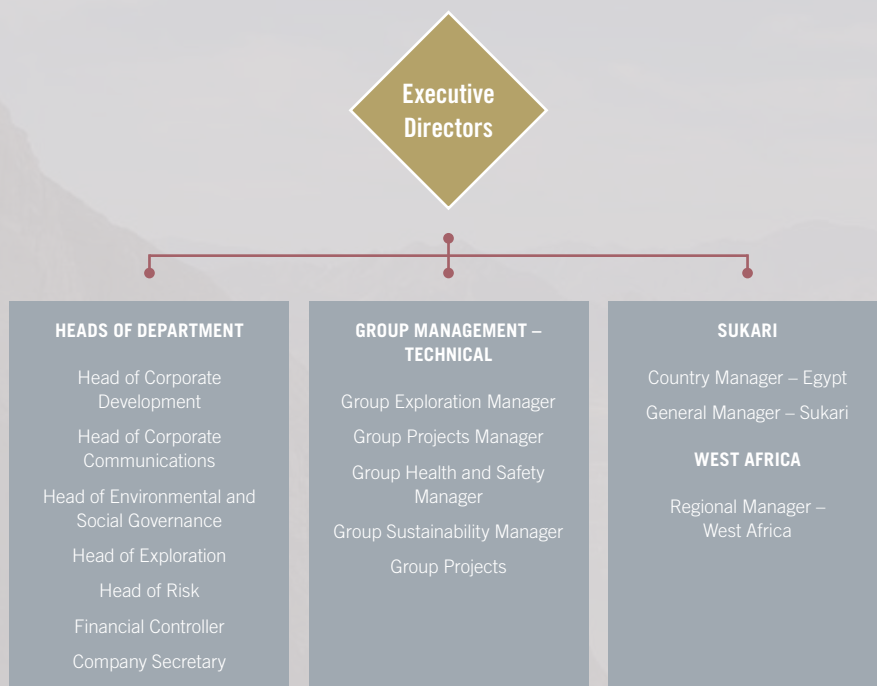 Executive
Directors
HEADS OF DEPARTMENT
Head of Corporate
Development
Head of Corporate
Communications
Head of Environmental and
Social Governance
Head of Exploration
Head of Risk
Financial Controller
Company Secretary
GROUP MANAGEMENT –
TECHNICAL
Group Exploration Manager
Group Projects Manager
Group Health and Safety
Manager
Group Sustainability Manager
Group Projects
SUKARI
Country Manager – Egypt
General Manager – Sukari
WEST AFRICA
Regional Manager –
West Africa